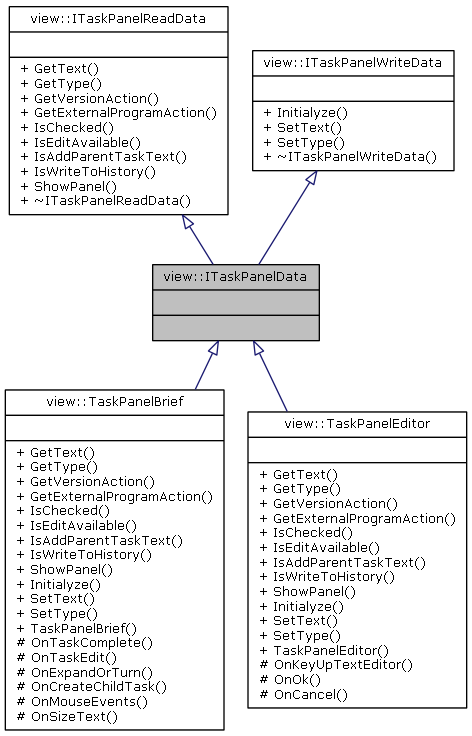 view::ITaskPanelReadData
+ GetText()
+ GetType()
+ GetVersionAction()
+ GetExternalProgramAction()
+ IsChecked()
+ IsEditAvailable()
+ IsAddParentTaskText()
+ IsWriteToHistory()
+ ShowPanel()
+ ~ITaskPanelReadData()
view::ITaskPanelWriteData
+ Initialyze()
+ SetText()
+ SetType()
+ ~ITaskPanelWriteData()
view::ITaskPanelData
view::TaskPanelBrief
+ GetText()
+ GetType()
+ GetVersionAction()
+ GetExternalProgramAction()
+ IsChecked()
+ IsEditAvailable()
+ IsAddParentTaskText()
+ IsWriteToHistory()
+ ShowPanel()
+ Initialyze()
+ SetText()
+ SetType()
+ TaskPanelBrief()
# OnTaskComplete()
# OnTaskEdit()
# OnExpandOrTurn()
# OnCreateChildTask()
# OnMouseEvents()
# OnSizeText()
view::TaskPanelEditor
+ GetText()
+ GetType()
+ GetVersionAction()
+ GetExternalProgramAction()
+ IsChecked()
+ IsEditAvailable()
+ IsAddParentTaskText()
+ IsWriteToHistory()
+ ShowPanel()
+ Initialyze()
+ SetText()
+ SetType()
+ TaskPanelEditor()
# OnKeyUpTextEditor()
# OnOk()
# OnCancel()